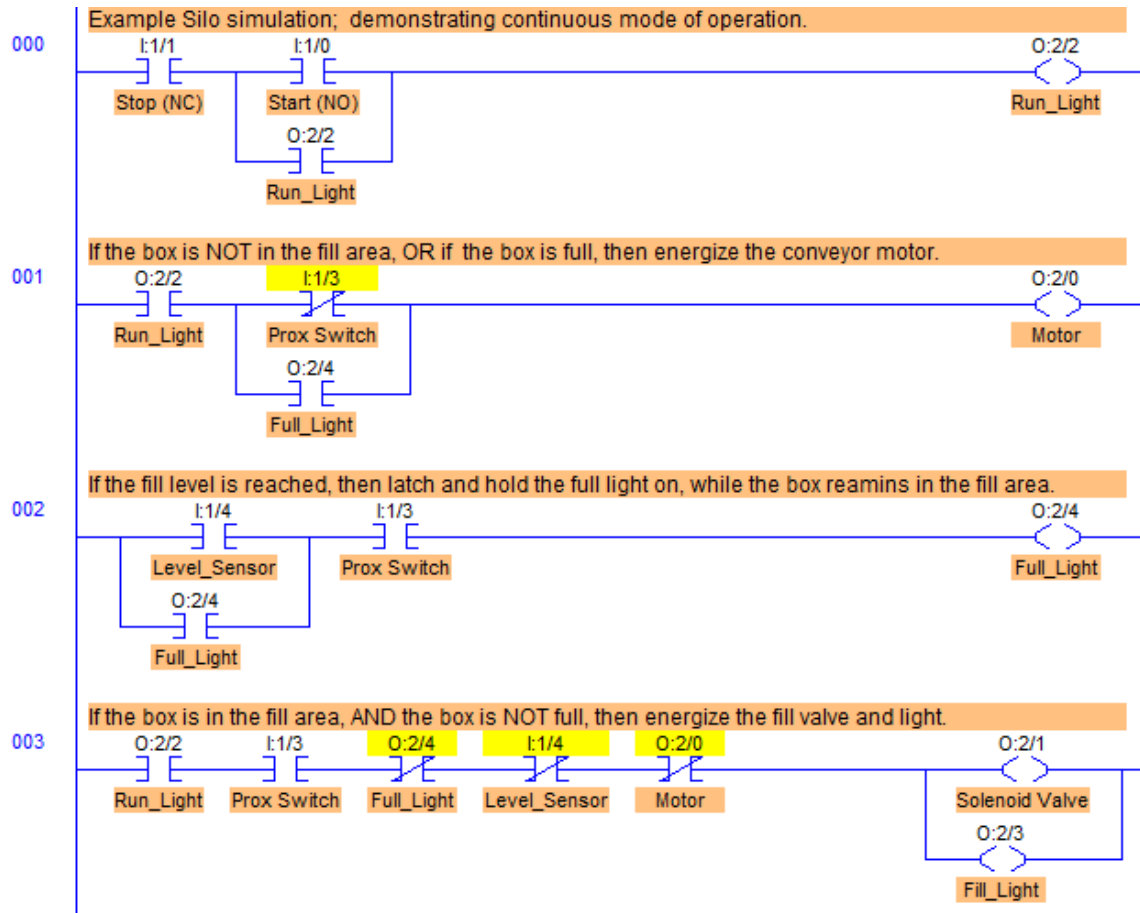 Example Silo simulation; demonstrating continuous mode of operation.
000
I:1/1 I:1/0 O:2/2
Stop (NC) Start (NO) Run_Light
O:2/2
Run_Light
If the box is NOT in the fill area, OR if the box is full, then energize the conveyor motor.
001
O:2/2 I:1/3 O:2/0
Run_Light Prox Switch Motor
O:2/4
Full_Light
If the fill level is reached, then latch and hold the full light on, while the box reamins in the fill area.
002
I:1/4 I:1/3 O:2/4
Level_Sensor Prox Switch Full_Light
O:2/4
Full_Light
If the box is in the fill area, AND the box is NOT full, then energize the fill valve and light.
003
O:2/2 I:1/3 O:2/4 I:1/4 O:2/0 O:2/1
Run_Light Prox Switch Full_Light Level_Sensor Motor Solenoid Valve
O:2/3
Fill_Light